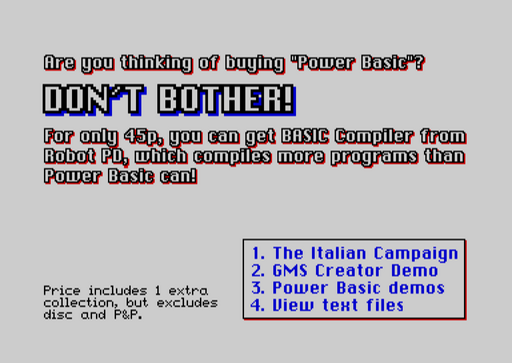 Are you thinking of buying "Power Basic"?
DON'T BOTHER!
For only 45p, you can get BASIC Compiler from
Robot PD, which compiles more programs than
Power Basic can!
1. The Italian Campaign
2. GMS Creator Demo
3. Power Basic demos
4. View text files
Price includes 1 extra
collection, but excludes
disc and P&P.